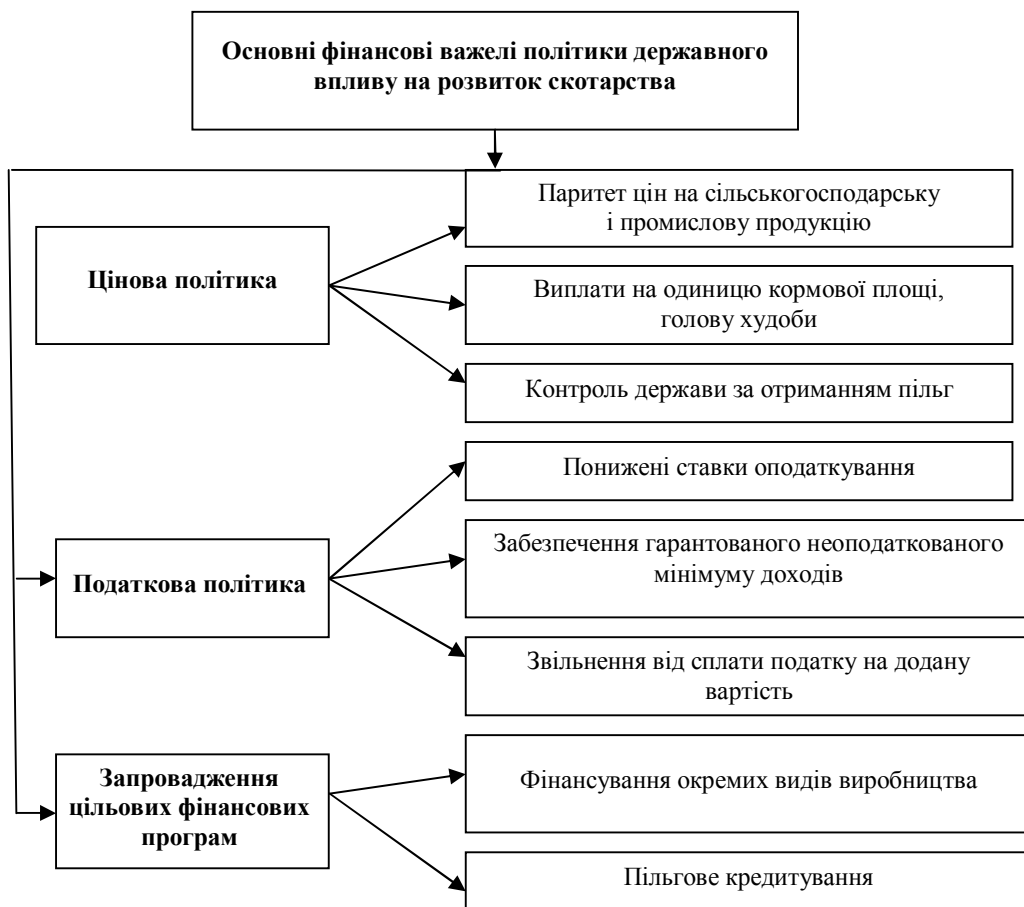 Основні фінансові важелі політики державного
впливу на розвиток скотарства
Цінова політика
Паритет цін на сільськогосподарську
і промислову продукцію
Виплати на одиницю кормової площі,
голову худоби
Контроль держави за отриманням пільг
Податкова політика
Понижені ставки оподаткування
Забезпечення гарантованого неоподаткованого
мінімуму доходів
Звільнення від сплати податку на додану
вартість
Запровадження
цільових фінансових
програм
Фінансування окремих видів виробництва
Пільгове кредитування